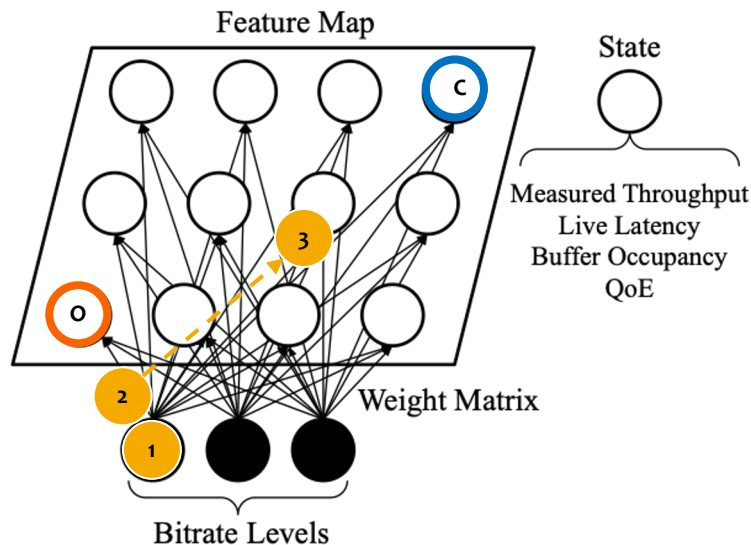 Feature Map
State
C
Measured Throughput
Live Latency
Buffer Occupancy
QoE
3
O
2
Weight Matrix
1
Bitrate Levels